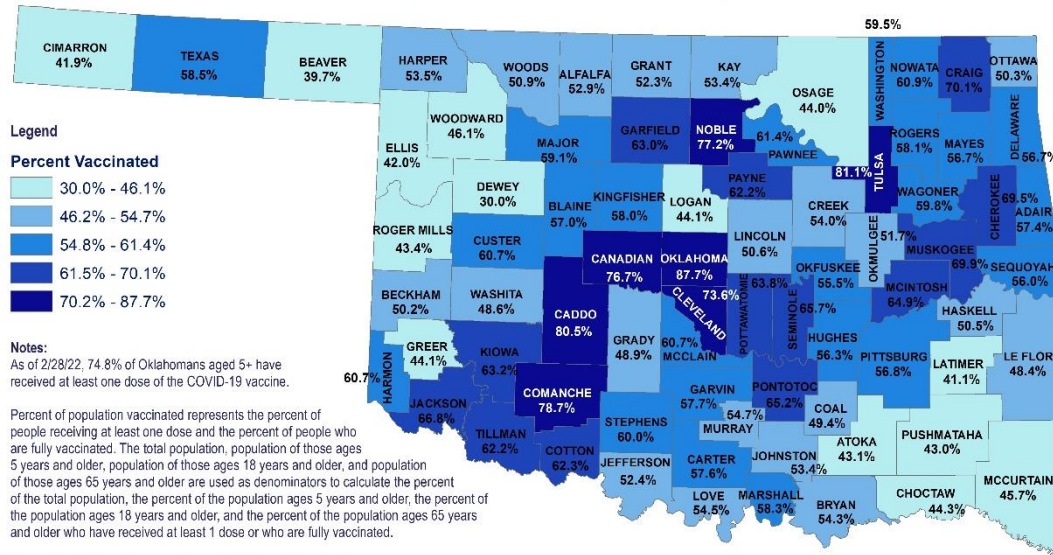 59.5%
CIMARRON
41.9%
TEXAS
58.5%
BEAVER
39.7%
HARPER
53.5%
WOODS
50.9%
ALFALFA
52.9%
GRANT
52.3%
KAY
53.4%
OSAGE
44.0%
WASHINGTON
NOWATA
60.9%
CRAIG
70.1%
OTTAWA
50.3%
DELAWARE
56.7%
WOODWARD
46.1%
ELLIS
42.0%
MAJOR
59.1%
GARFIELD
63.0%
NOBLE
77.2%
61.4%
PAWNEE
ROGERS
58.1%
MAYES
56.7%
81.1%
TULSA
PAYNE
62.2%
WAGONER
59.8%
69.5%
CHEROKEE
ADAIR
57.4%
DEWEY
30.0%
BLAINE
57.0%
KINGFISHER
58.0%
LOGAN
44.1%
CREEK
54.0%
ROGER MILLS
43.4%
CUSTER
60.7%
CANADIAN
76.7%
OKLAHOMA
87.7%
LINCOLN
50.6%
OKFUSKEE
55.5%
OKMULGEE
51.7%
MUSKOGEE
69.9%
SEQUOYAH
56.0%
MCINTOSH
64.9%
HASKELL
50.5%
BECKHAM
50.2%
WASHITA
48.6%
CADDO
80.5%
GRADY
48.9%
73.6%
CLEVELAND
60.7%
MCCLAIN
63.8%
POTTAWATOMIE
SEMINOLE
65.7%
HUGHES
56.3%
PITTSBURG
56.8%
LATIMER
41.1%
LE FLOR
48.4%
GREER
44.1%
KIOWA
63.2%
60.7%
HARMON
JACKSON
66.8%
TILLMAN
62.2%
COMANCHE
78.7%
COTTON
62.3%
STEPHENS
60.0%
JEFFERSON
52.4%
GARVIN
57.7%
54.7%
MURRAY
PONTOTOC
65.2%
COAL
49.4%
CARTER
57.6%
JOHNSTON
53.4%
ATOKA
43.1%
PUSHMATAHA
43.0%
MCCURTAIN
45.7%
LOVE
54.5%
MARSHALL
58.3%
BRYAN
54.3%
CHOCTAW
44.3%
Legend
Percent Vaccinated
30.0% - 46.1%
46.2% - 54.7%
54.8% - 61.4%
61.5% - 70.1%
70.2% - 87.7%
Notes:
As of 2/28/22, 74.8% of Oklahomans aged 5+ have
received at least one dose of the COVID-19 vaccine.
Percent of population vaccinated represents the percent of
people receiving at least one dose and the percent of people who
are fully vaccinated. The total population, population of those ages
5 years and older, population of those ages 18 years and older, and population
of those ages 65 years and older are used as denominators to calculate the percent
of the total population, the percent of the population ages 5 years and older, the percent of
the population ages 18 years and older, and the percent of the population ages 65 years
and older who have received at least 1 dose or who are fully vaccinated.